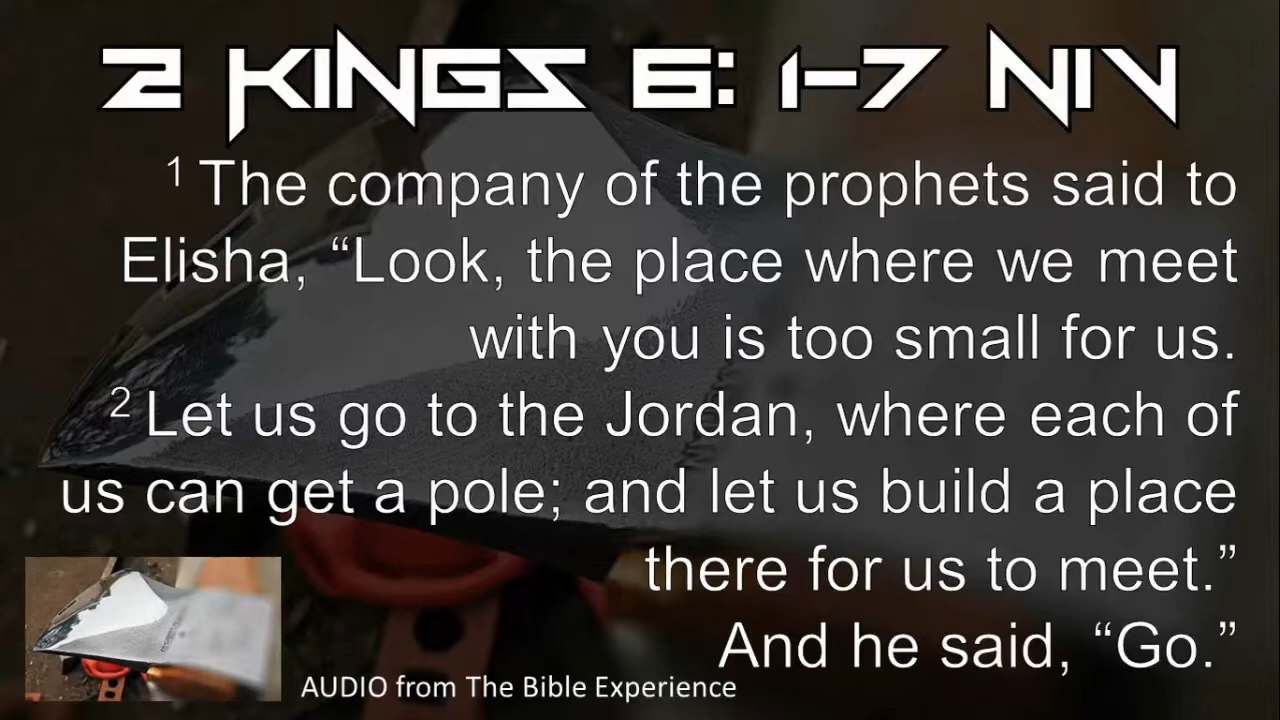 2 KINGS 6: 1-7 NIV
1 The company of the prophets said to
Elisha, “Look, the place where we meet
with you is too small for us.
2 Let us go to the Jordan, where each of
us can get a pole; and let us build a place
there for us to meet.”
And he said, “Go.”
AUDIO from The Bible Experience